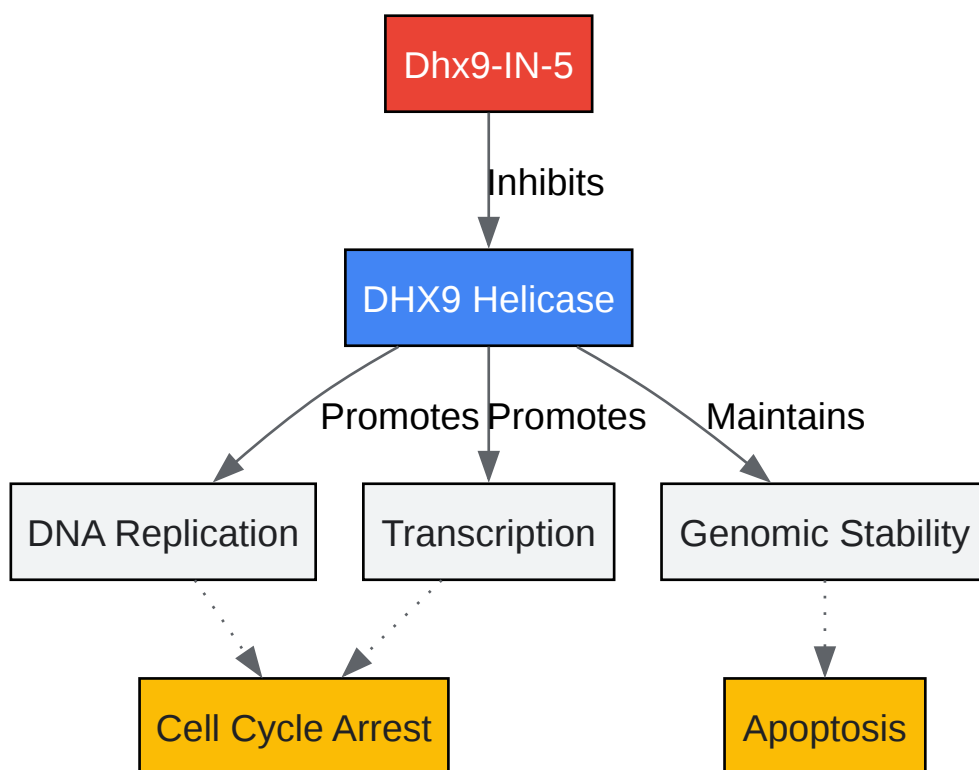 Dhx9-IN-5
Inhibits
DHX9 Helicase
Promotes
Promotes
Maintains
DNA Replication
Transcription
Genomic Stability
Cell Cycle Arrest
Apoptosis